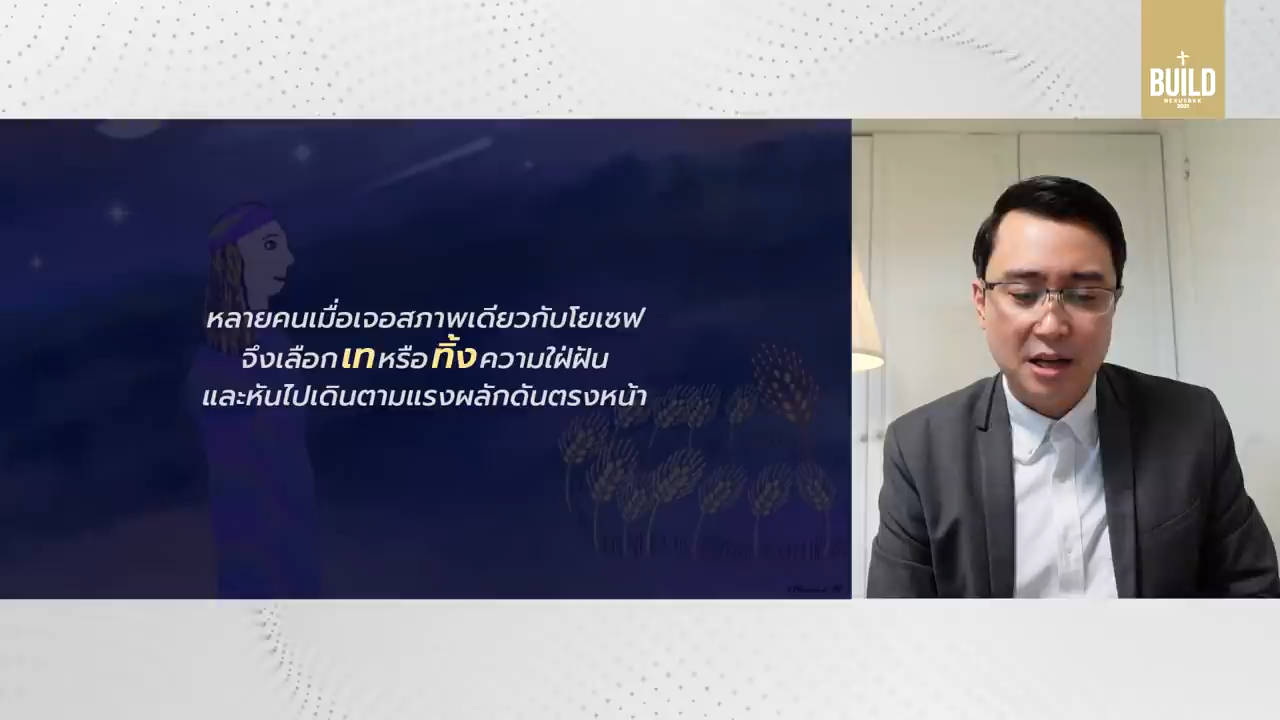 BUILD
NEXUSBKK
2021
หลายคนเมื่อเจอสภาพเดียวกับโยเซฟ
จึงเลือกเทหรือทิ้งความใฝ่ฝัน
และหันไปเดินตามแรงผลักดันตรงหน้า